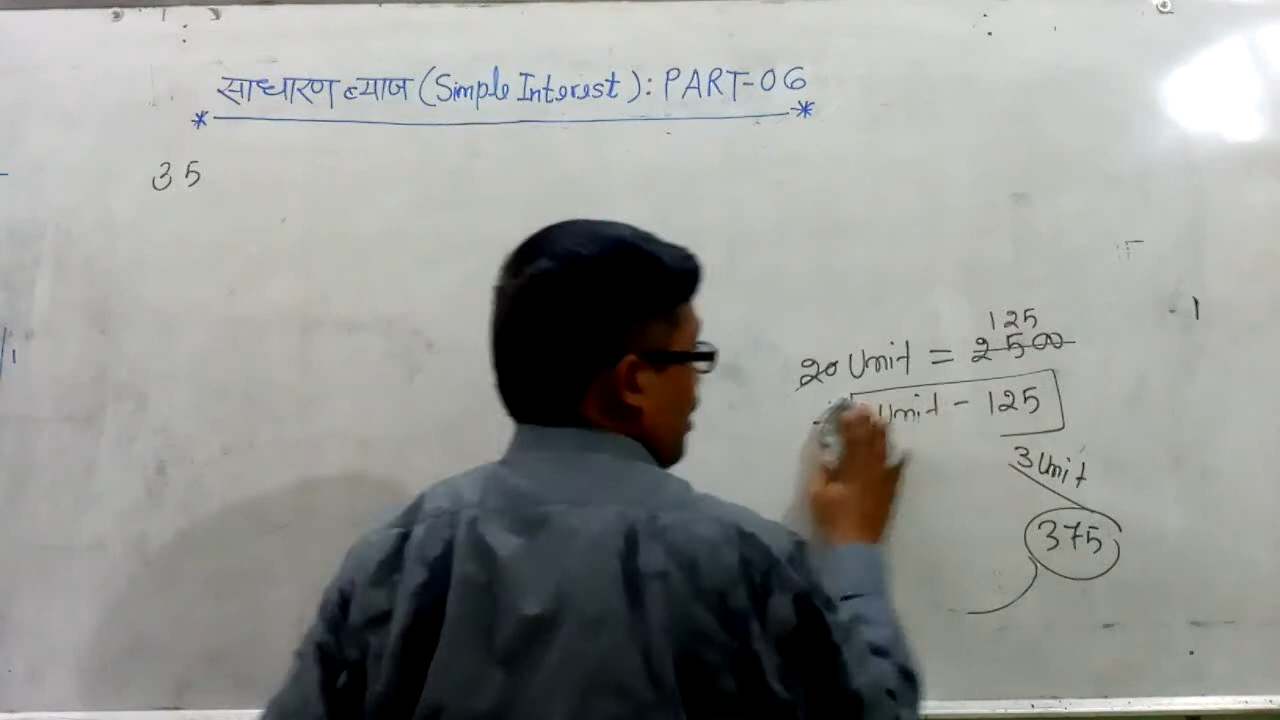 साधारण ब्याज (Simple Interest): PART-06
35
125
20 Unit = 2500
Unit - 125
3 Unit
375